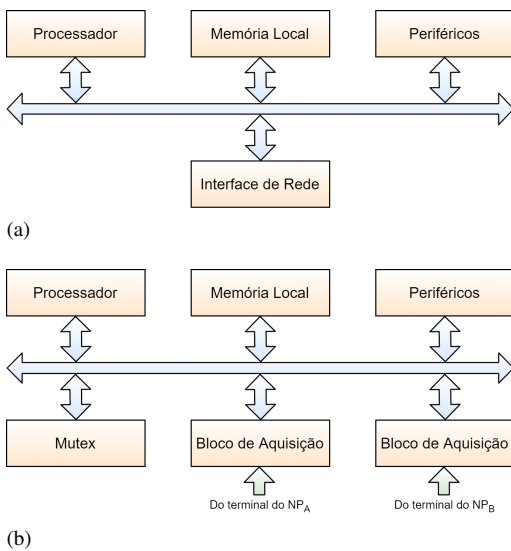 Processador Memória Local Periféricos
Interface de Rede
(a)
Processador Memória Local Periféricos
Mutex Bloco de Aquisição Bloco de Aquisição
Do terminal do NPA Do terminal do NPB
(b)